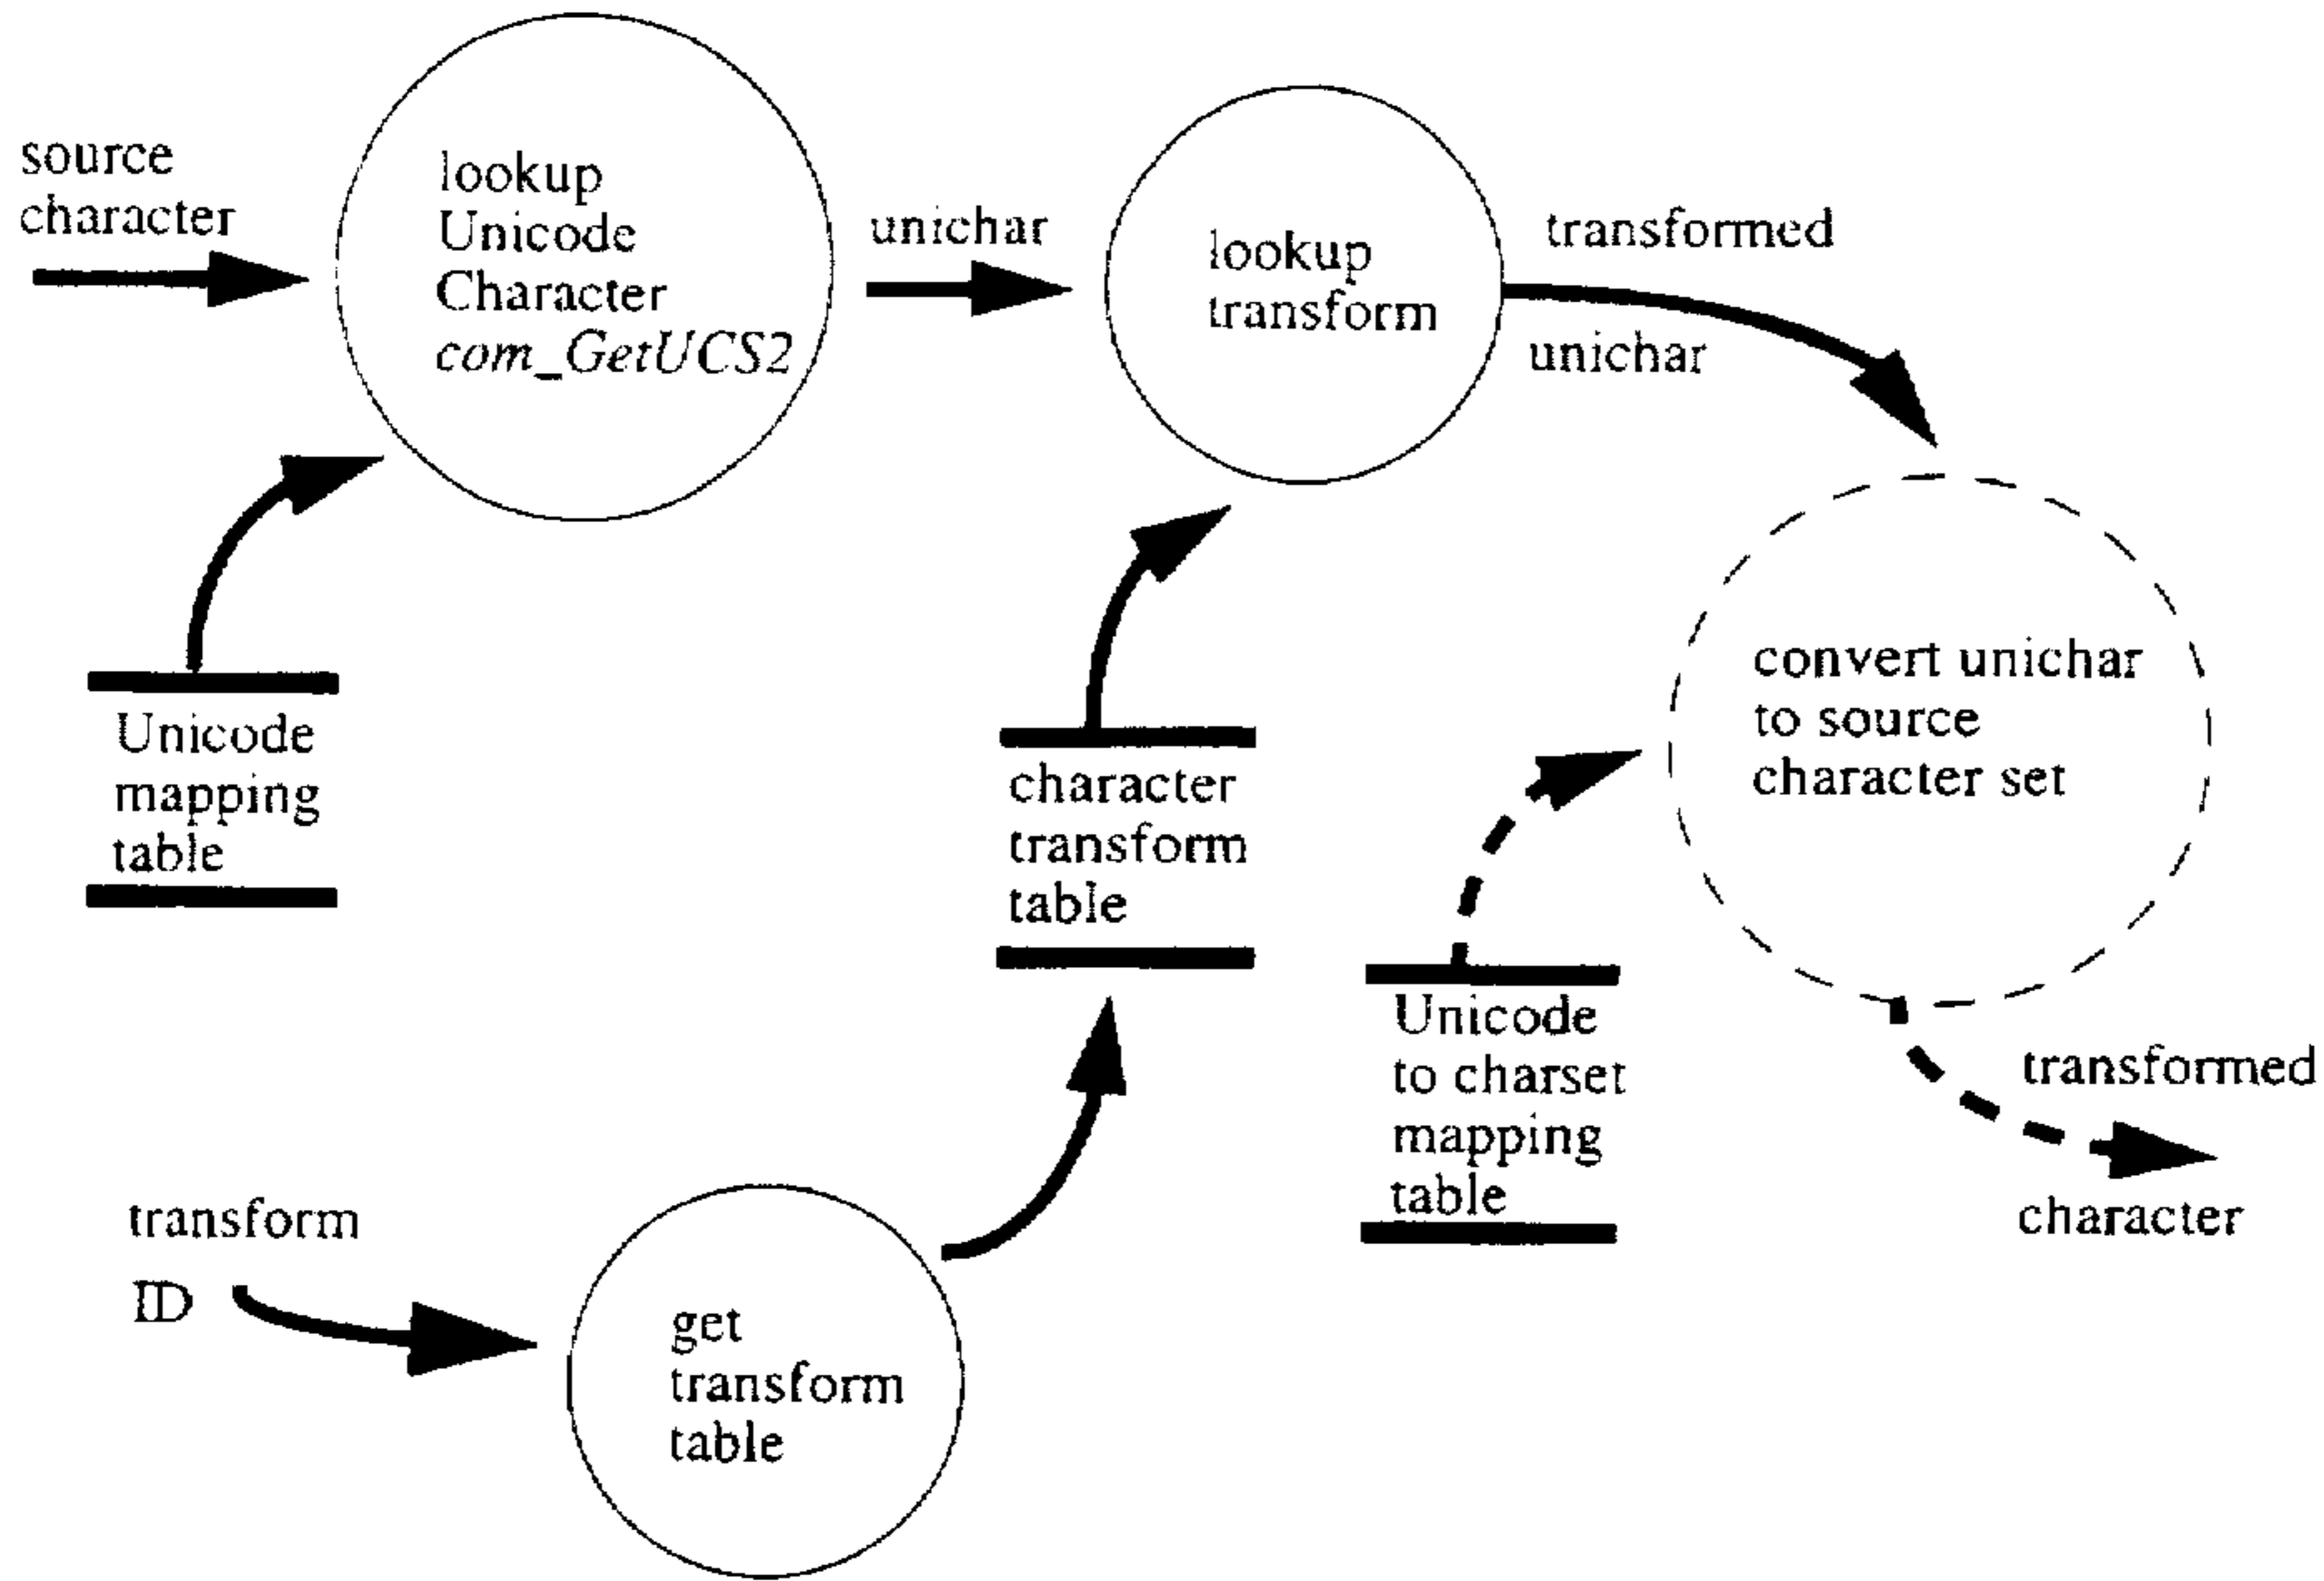 source
character
lookup
Unicode
Character
com_GetUCS2
unichar
lookup
transform
transformed
unichar
Unicode
mapping
table
character
transform
table
convert unichar
to source
character set
Unicode
to charset
mapping
table
transformed
character
transform
ID
get
transform
table